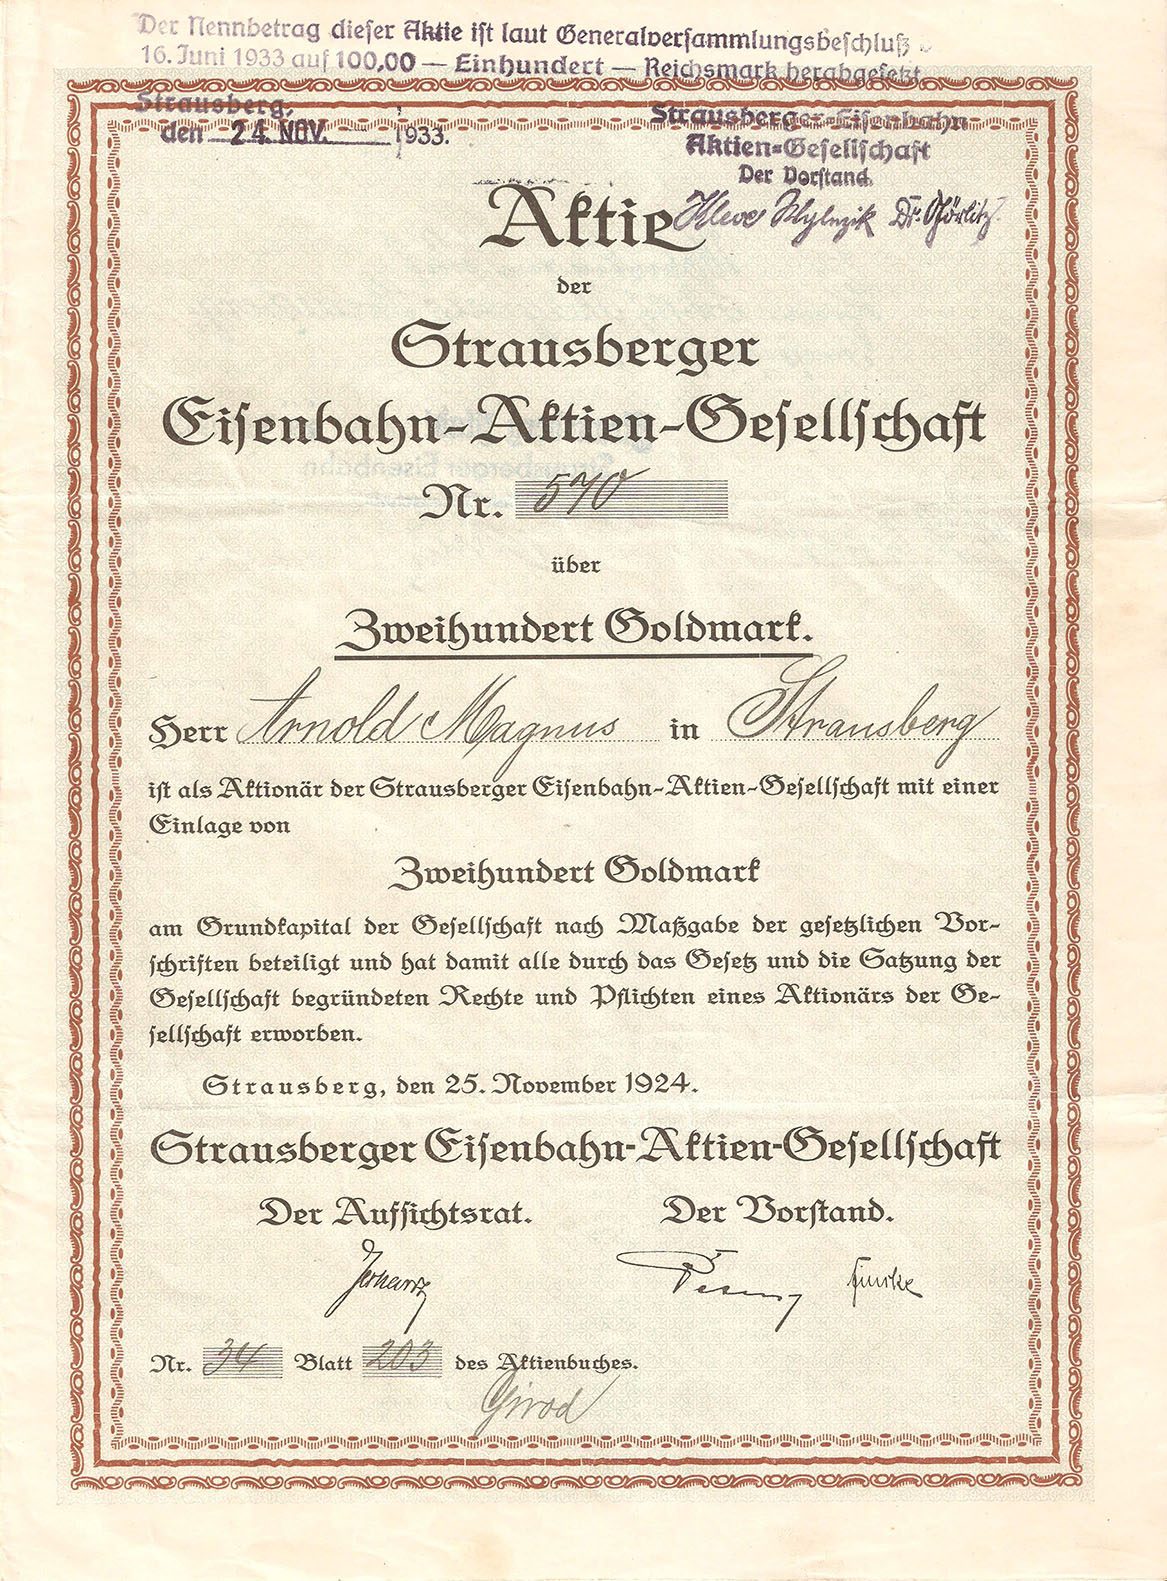 Der Nennbetrag dieser Aktie ist laut Generalversammlungsbeschluß
16. Juni 1933 auf 100,00 — Einhundert — Reichsmark herabgesetzt
Strausberg,
den 24 NOV. 1933.
Strausberger-Eisenbahn
Aktien=Gesellschaft
Der Vorstand.
Dr. Görlitz
Aktie
der
Strausberger
Eisenbahn-Aktien-Gesellschaft
Nr. 570
über
Zweihundert Goldmark.
Herr Arnold Magnus in Strausberg
ist als Aktionär der Strausberger Eisenbahn-Aktien-Gesellschaft mit einer
Einlage von
Zweihundert Goldmark
am Grundkapital der Gesellschaft nach Maßgabe der gesetzlichen Vor-
schriften beteiligt und hat damit alle durch das Gesetz und die Satzung der
Gesellschaft begründeten Rechte und Pflichten eines Aktionärs der Ge-
sellschaft erworben.
Strausberg, den 25. November 1924.
Strausberger Eisenbahn-Aktien-Gesellschaft
Der Aufsichtsrat. Der Vorstand.
Nr. 34 Blatt 203 des Aktienbuches.
Girod